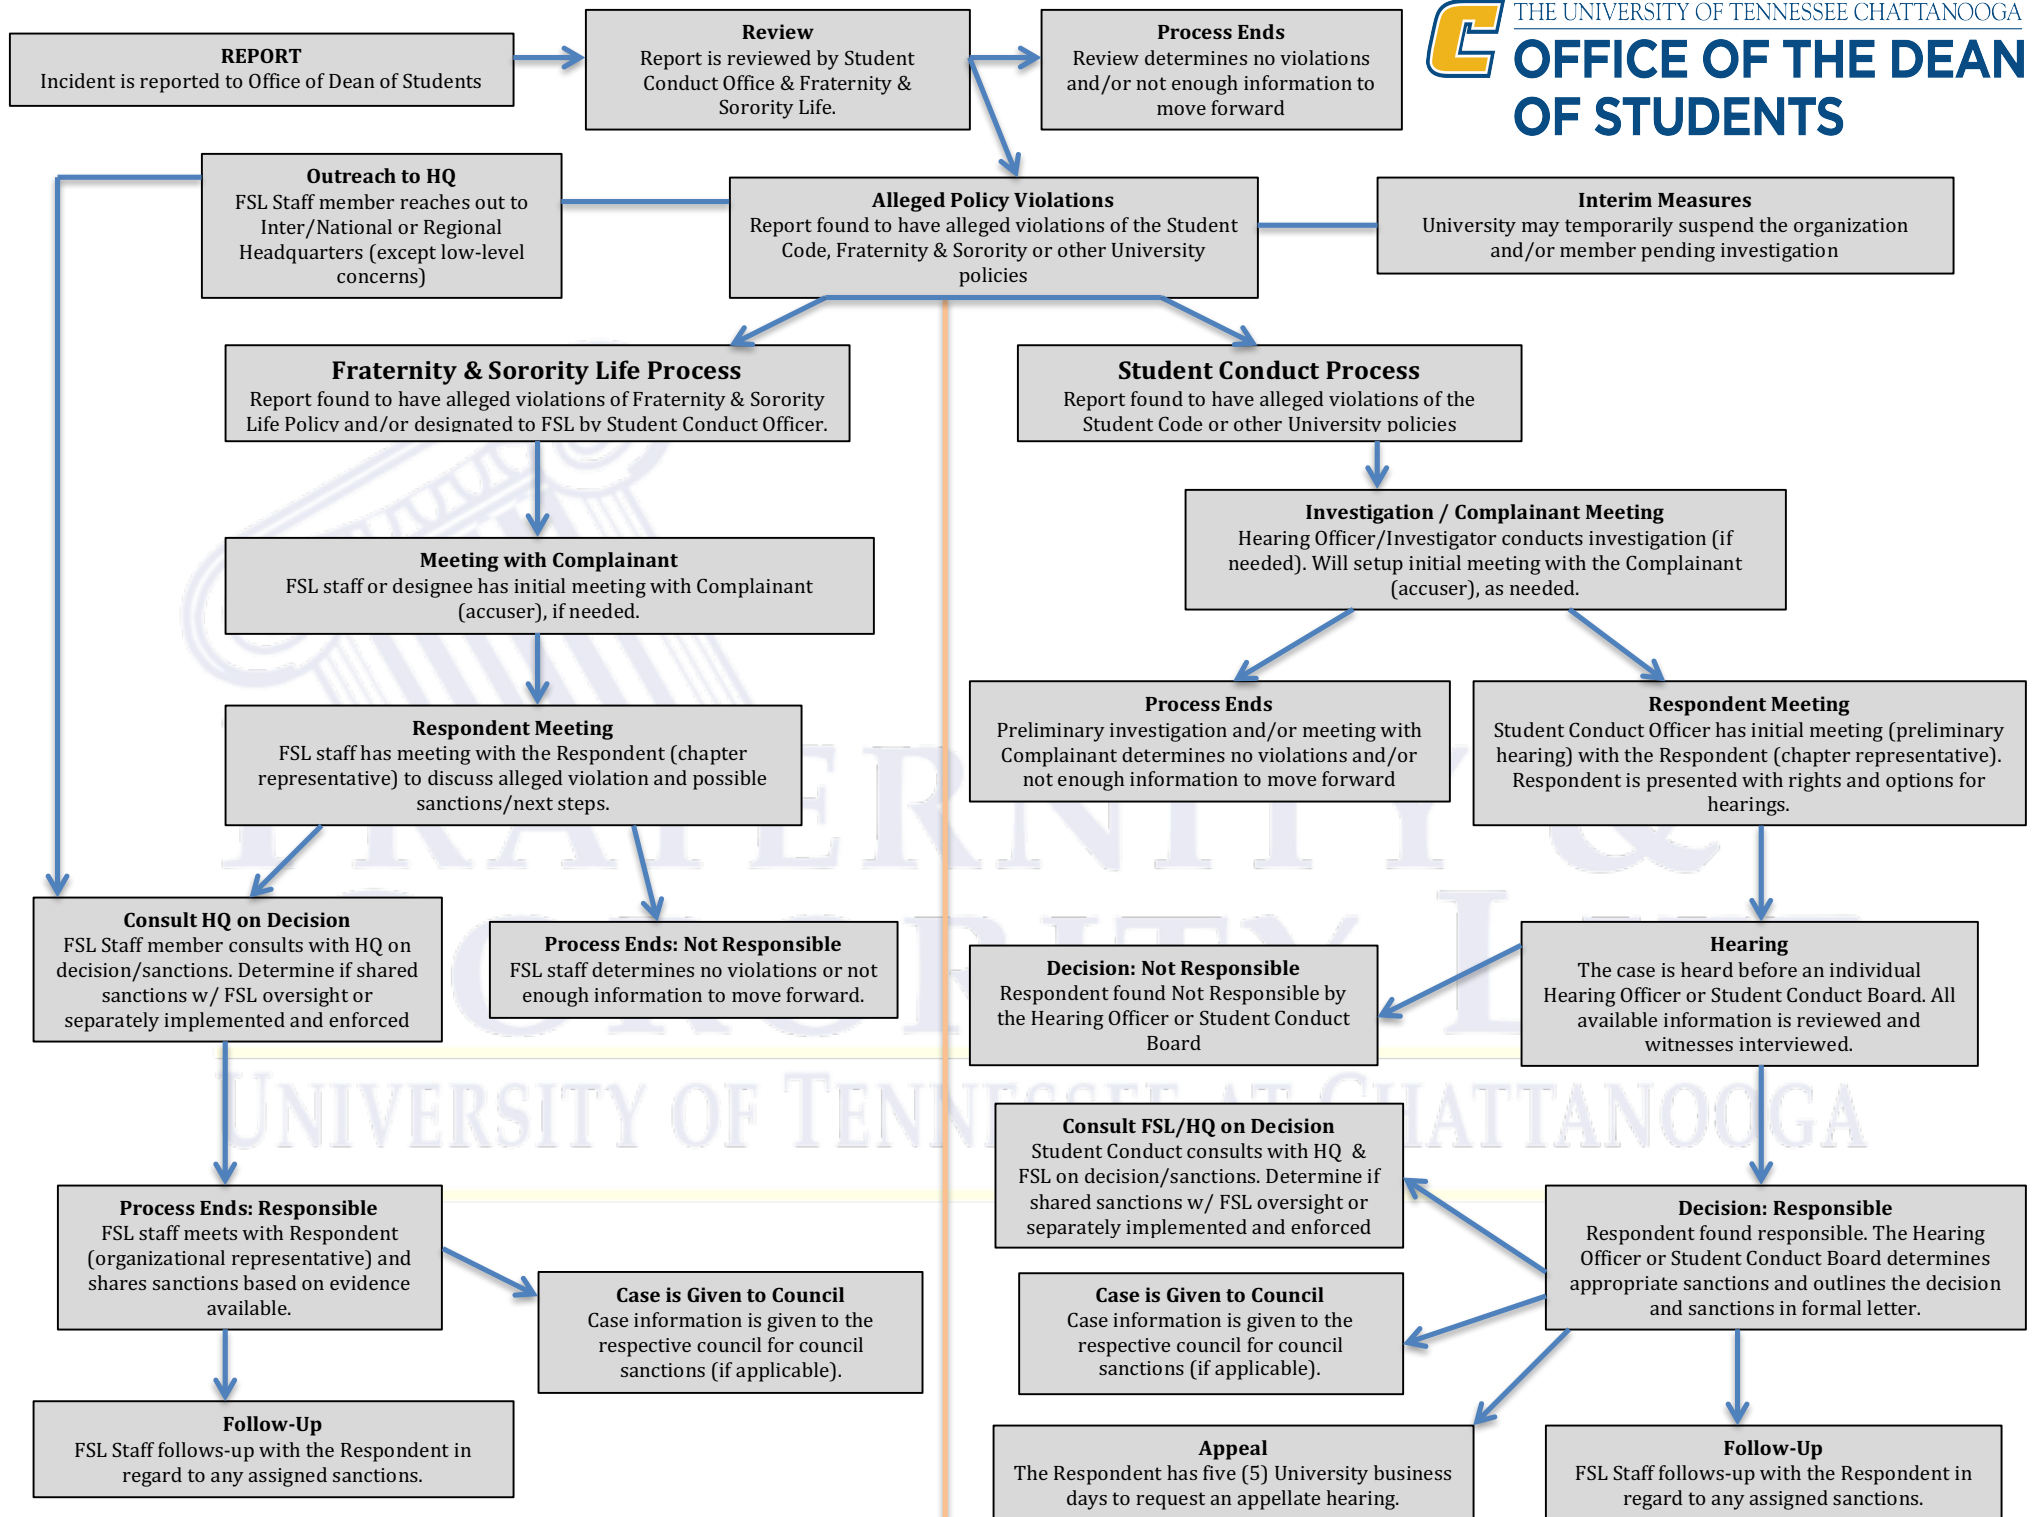 THE UNIVERSITY OF TENNESSEE CHATTANOOGA
OFFICE OF THE DEAN
OF STUDENTS
REPORT
Incident is reported to Office of Dean of Students
Review
Report is reviewed by Student
Conduct Office & Fraternity &
Sorority Life.
Process Ends
Review determines no violations
and/or not enough information to
move forward
Outreach to HQ
FSL Staff member reaches out to
Inter/National or Regional
Headquarters (except low-level
concerns)
Alleged Policy Violations
Report found to have alleged violations of the Student
Code, Fraternity & Sorority or other University
policies
Interim Measures
University may temporarily suspend the organization
and/or member pending investigation
Fraternity & Sorority Life Process
Report found to have alleged violations of Fraternity & Sorority
Life Policy and/or designated to FSL by Student Conduct Officer.
Student Conduct Process
Report found to have alleged violations of the
Student Code or other University policies
Meeting with Complainant
FSL staff or designee has initial meeting with Complainant
(accuser), if needed.
Investigation / Complainant Meeting
Hearing Officer/Investigator conducts investigation (if
needed). Will setup initial meeting with the Complainant
(accuser), as needed.
Respondent Meeting
FSL staff has meeting with the Respondent (chapter
representative) to discuss alleged violation and possible
sanctions/next steps.
Process Ends
Preliminary investigation and/or meeting with
Complainant determines no violations and/or
not enough information to move forward
Respondent Meeting
Student Conduct Officer has initial meeting (preliminary
hearing) with the Respondent (chapter representative).
Respondent is presented with rights and options for
hearings.
Consult HQ on Decision
FSL Staff member consults with HQ on
decision/sanctions. Determine if shared
sanctions w/ FSL oversight or
separately implemented and enforced
Process Ends: Not Responsible
FSL staff determines no violations or not
enough information to move forward.
Decision: Not Responsible
Respondent found Not Responsible by
the Hearing Officer or Student Conduct
Board
Hearing
The case is heard before an individual
Hearing Officer or Student Conduct Board. All
available information is reviewed and
witnesses interviewed.
Consult FSL/HQ on Decision
Student Conduct consults with HQ &
FSL on decision/sanctions. Determine if
shared sanctions w/ FSL oversight or
separately implemented and enforced
Process Ends: Responsible
FSL staff meets with Respondent
(organizational representative) and
shares sanctions based on evidence
available.
Decision: Responsible
Respondent found responsible. The Hearing
Officer or Student Conduct Board determines
appropriate sanctions and outlines the decision
and sanctions in formal letter.
Case is Given to Council
Case information is given to the
respective council for council
sanctions (if applicable).
Case is Given to Council
Case information is given to the
respective council for council
sanctions (if applicable).
Follow-Up
FSL Staff follows-up with the Respondent in
regard to any assigned sanctions.
Appeal
The Respondent has five (5) University business
days to request an appellate hearing.
Follow-Up
FSL Staff follows-up with the Respondent in
regard to any assigned sanctions.
FRATERNITY &
UNIVERSITY OF TENNESSEE AT CHATTANOOGA